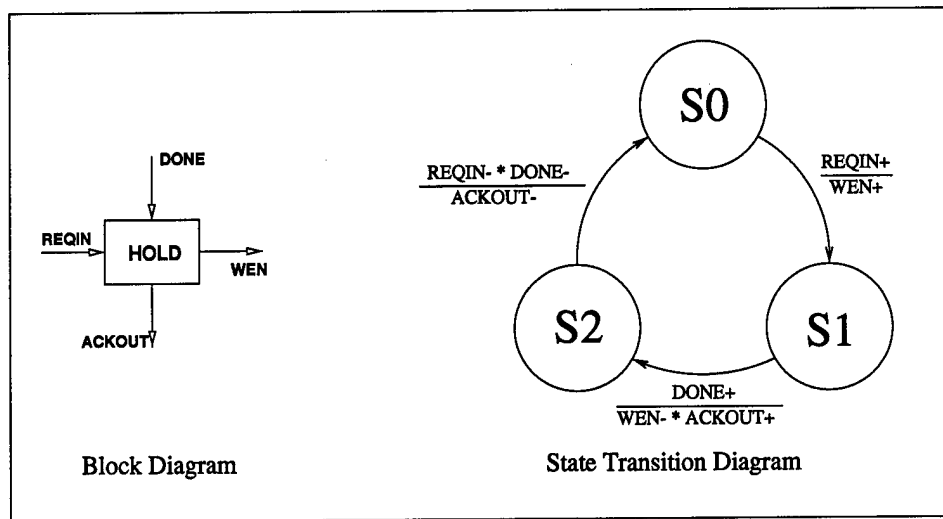 DONE
REQIN
HOLD
WEN
ACKOUT
Block Diagram
S0
REQIN- * DONE-
ACKOUT-
REQIN+
WEN+
S2
S1
DONE+
WEN- * ACKOUT+
State Transition Diagram